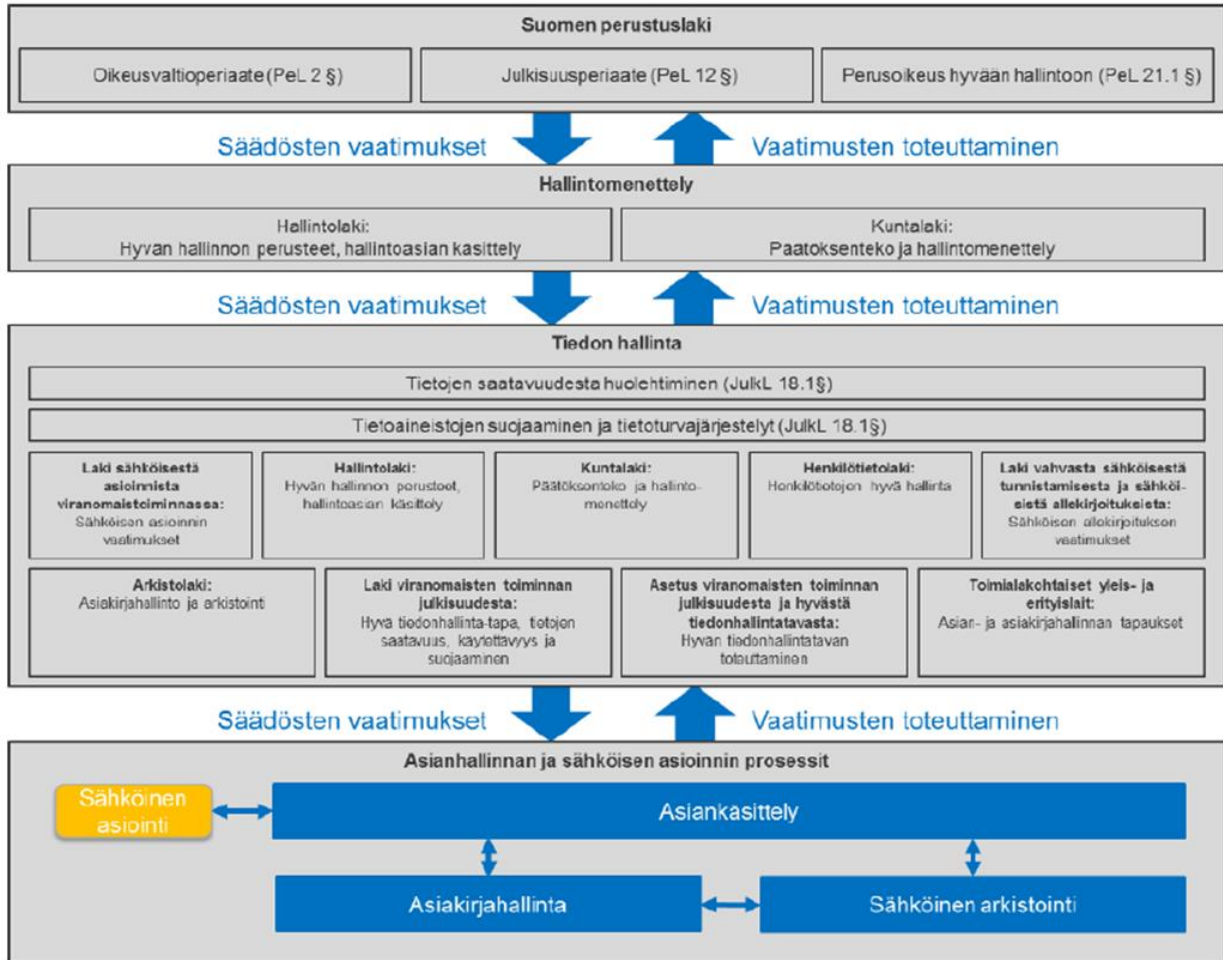 Suomen perustuslaki
Oikeusvaltioperiaate (PeL 2 §)
Julkisuusperiaate (PeL 12 §)
Perusoikeus hyvään hallintoon (PeL 21.1 §)
Säädösten vaatimukset
Vaatimusten toteuttaminen
Hallintomenettely
Hallintolaki:
Hyvän hallinnon perusteet, hallintoasian käsittely
Kuntalaki:
Päätöksenteko ja hallintomenettely
Säädösten vaatimukset
Vaatimusten toteuttaminen
Tiedon hallinta
Tietojen saatavuudesta huolehtiminen (JulkL 18.1§)
Tietoaineistojen suojaaminen ja tietoturvajärjestelyt (JulkL 18.1§)
Laki sähköisestä
asioinnista
viranomaistoiminnassa:
Sähköisen asioinnin
vaatimukset
Hallintolaki:
Hyvän hallinnon perusteet,
hallintoasian käsittely
Kuntalaki:
Päätöksenteko ja hallinto-
menettely
Henkilötietolaki:
Henkilötietojen hyvä hallinta
Laki vahvasta sähköisestä
tunnistamisesta ja sähköi-
sistä allekirjoituksista:
Sähköisen allekirjoituksen
vaatimukset
Arkistolaki:
Asiakirjahallinto ja arkistointi
Laki viranomaisten toiminnan
julkisuudesta:
Hyvä tiedonhallinta-tapa, tietojen
saatavuus, käytettävyys ja
suojaaminen
Asetus viranomaisten toiminnan
julkisuudesta ja hyvästä
tiedonhallintatavasta:
Hyvän tiedonhallintatavan
toteuttaminen
Toimialakohtaiset yleis- ja
erityislait:
Asian- ja asiakirjahallinnan tapaukset
Säädösten vaatimukset
Vaatimusten toteuttaminen
Asianhallinnan ja sähköisen asioinnin prosessit
Sähköinen
asiointi
Asiankäsittely
Asiakirjahallinta
Sähköinen arkistointi